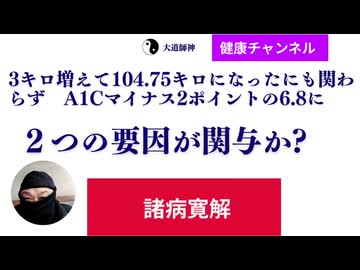 大道師神
健康チャンネル
3キロ増えて104.75キロになったにも関わ
らず　A1Cマイナス2ポイントの6.8に
２つの要因が関与か?
諸病寛解